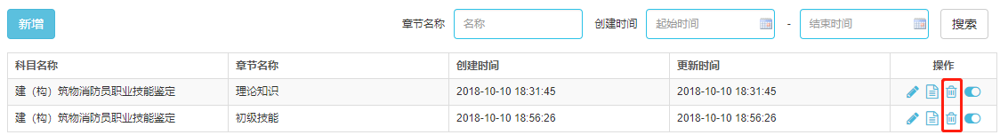 新增 章节名称 名称 创建时间 起始时间 - 结束时间 搜索
科目名称 章节名称 创建时间 更新时间 操作
建（构）筑物消防员职业技能鉴定 理论知识 2018-10-10 18:31:45 2018-10-10 18:31:45
建（构）筑物消防员职业技能鉴定 初级技能 2018-10-10 18:56:26 2018-10-10 18:56:26